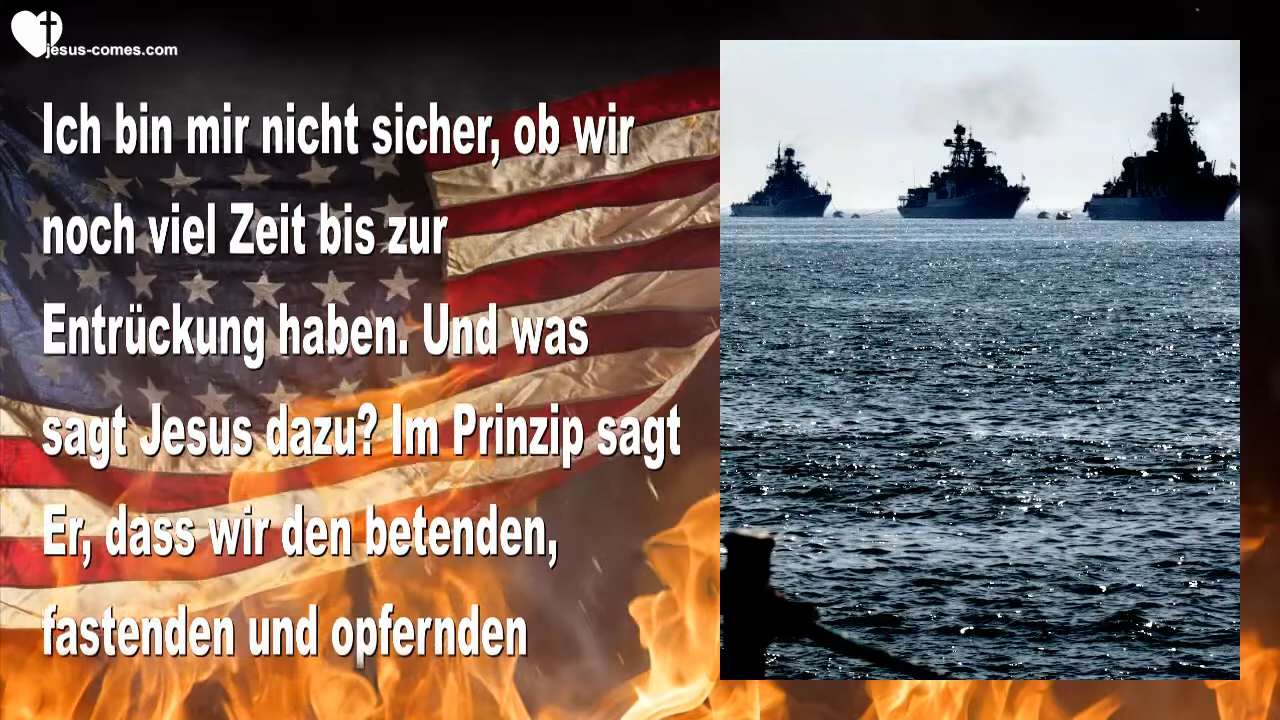 jesus-comes.com
Ich bin mir nicht sicher, ob wir
noch viel Zeit bis zur
Entrückung haben. Und was
sagt Jesus dazu? Im Prinzip sagt
Er, dass wir den betenden,
fastenden und opfernden